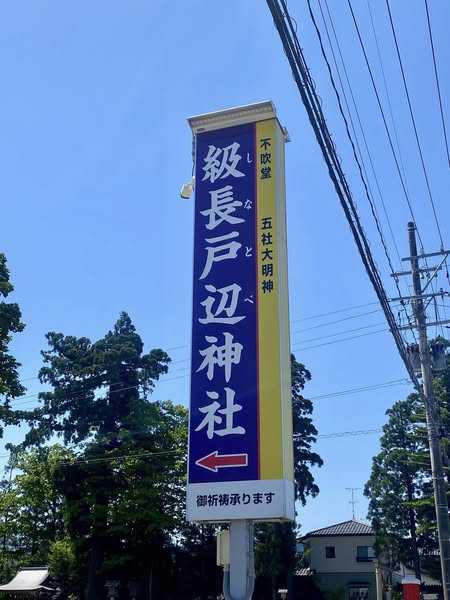 不吹堂　五社大明神
級長戸辺神社
しなとべ
御祈祷承ります